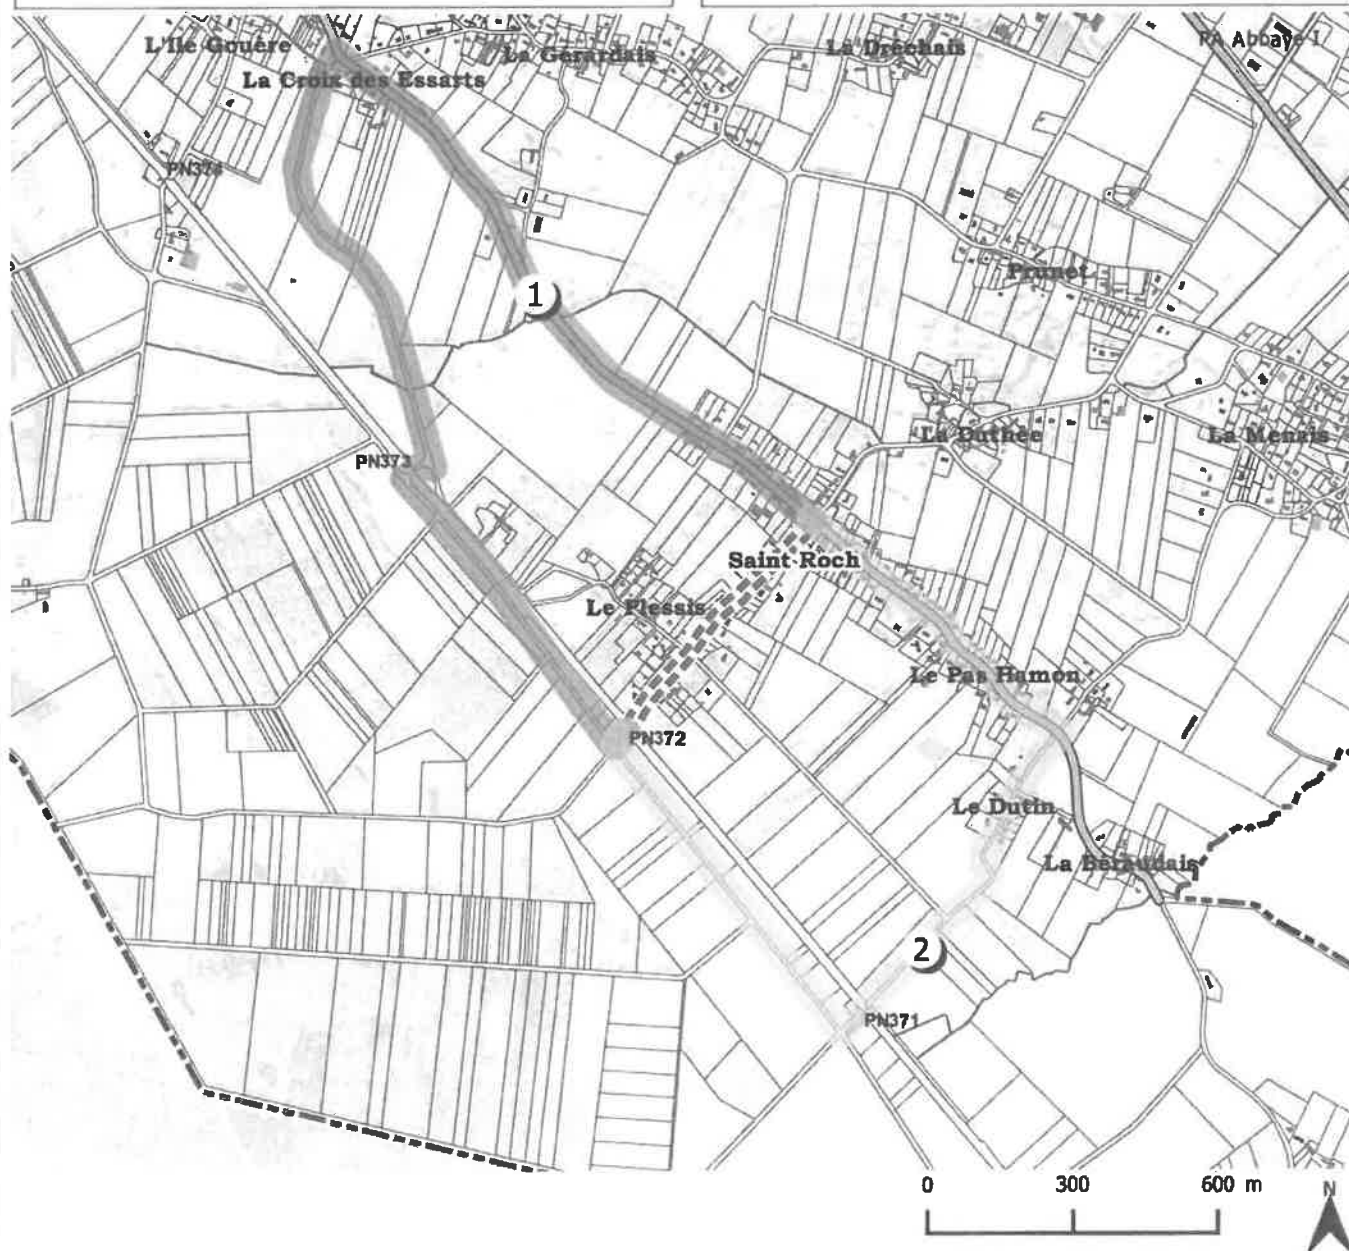 L'Ile Gouère
La Gérardais
La Dréchais
PA Abbaye I
La Croix des Essarts
PN374
Prunet
1
La Duthée
La Menais
PN373
Saint Roch
Le Plessis
Le Pas Hamon
PN372
Le Dutin
La Béraudais
2
PN371
0 300 600 m
N